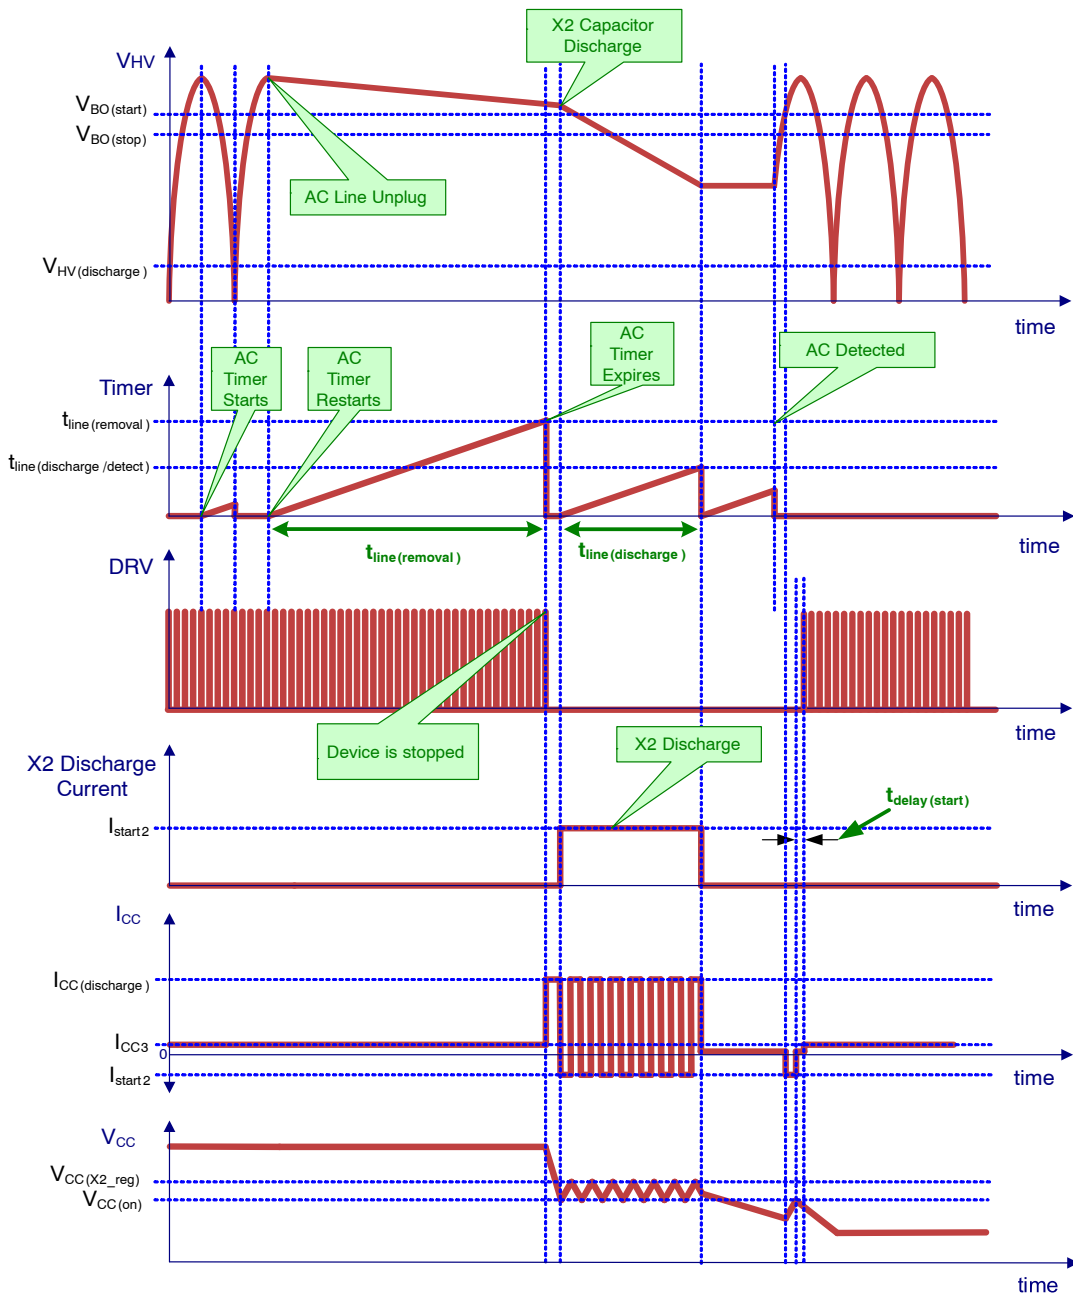 X2 Capacitor
Discharge
VHV
VBO(start)
VBO(stop)
AC Line Unplug
VHV(discharge)
time
AC
Timer
Starts
AC
Timer
Restarts
AC
Timer
Expires
AC Detected
Timer
tline(removal)
tline(discharge/detect)
time
tline(removal)
tline(discharge)
DRV
time
Device is stopped
X2 Discharge
X2 Discharge
Current
tdelay(start)
Istart2
time
ICC
ICC(discharge)
ICC3
0
Istart2
time
VCC
VCC(X2_reg)
VCC(on)
time